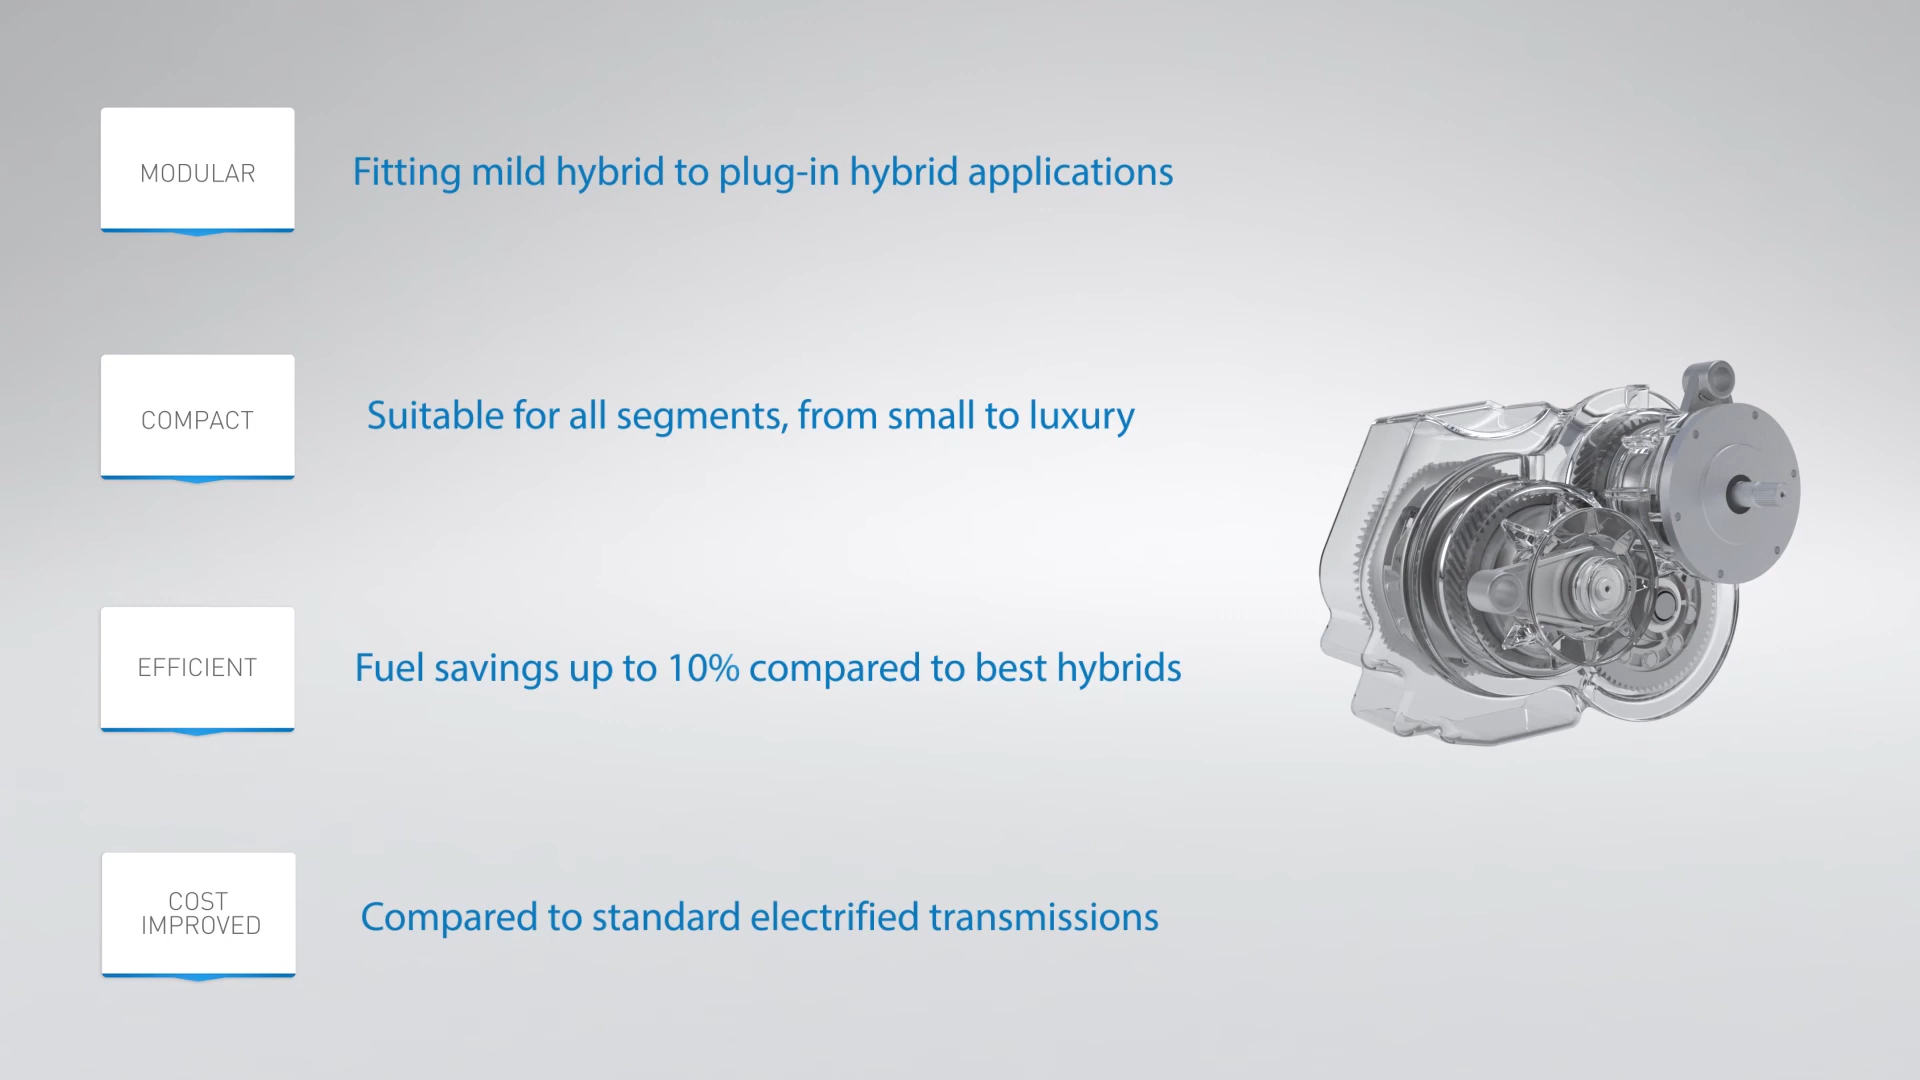 MODULAR
Fitting mild hybrid to plug-in hybrid applications
COMPACT
Suitable for all segments, from small to luxury
EFFICIENT
Fuel savings up to 10% compared to best hybrids
COST
IMPROVED
Compared to standard electrified transmissions